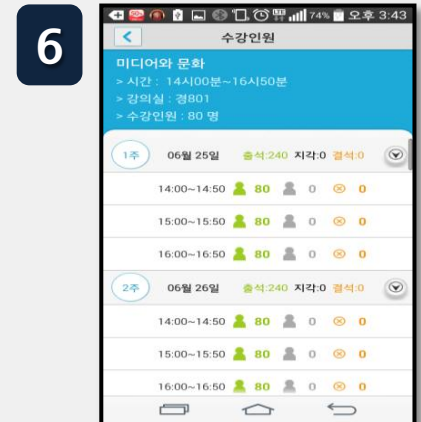 6
74% 오후 3:43
수강인원
미디어와 문화
> 시간 : 14시00분~16시50분
> 강의실 : 경801
> 수강인원 : 80 명
1주 06월 25일 출석:240 지각:0 결석:0
14:00~14:50 80 0 0
15:00~15:50 80 0 0
16:00~16:50 80 0 0
2주 06월 26일 출석:240 지각:0 결석:0
14:00~14:50 80 0 0
15:00~15:50 80 0 0
16:00~16:50 80 0 0